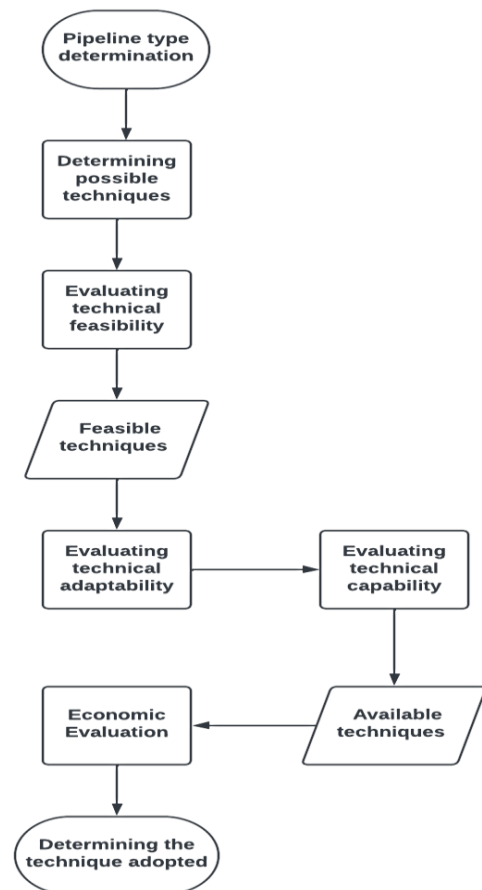 Pipeline type
determination
Determining
possible
techniques
Evaluating
technical
feasibility
Feasible
techniques
Evaluating
technical
adaptability
Evaluating
technical
capability
Available
techniques
Economic
Evaluation
Determining the
technique adopted